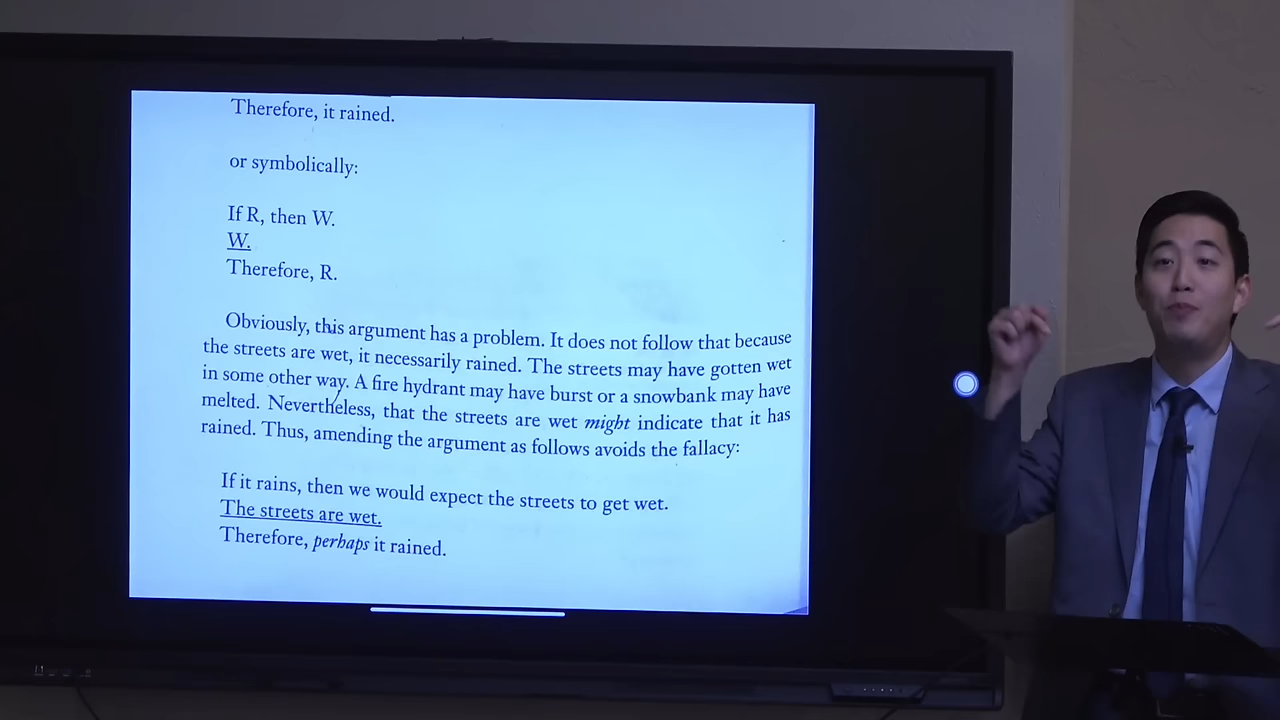 Therefore, it rained.
or symbolically:
If R, then W.
W.
Therefore, R.
Obviously, this argument has a problem. It does not follow that because
the streets are wet, it necessarily rained. The streets may have gotten wet
in some other way. A fire hydrant may have burst or a snowbank may have
melted. Nevertheless, that the streets are wet might indicate that it has
rained. Thus, amending the argument as follows avoids the fallacy:
If it rains, then we would expect the streets to get wet.
The streets are wet.
Therefore, perhaps it rained.